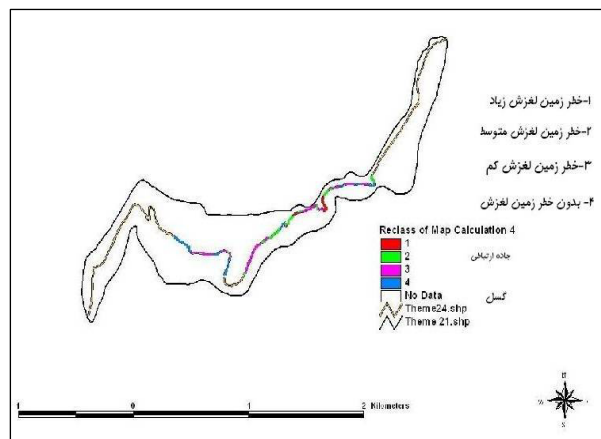 ۱-خطر زمین لغزش زیاد
۲-خطر زمین لغزش متوسط
۳-خطر زمین لغزش کم
۴- بدون خطر زمین لغزش
Reclass of Map Calculation 4
1
2
جاده ارتباطی
3
4
No Data
گسل
Theme24.shp
Theme 21.shp
1 0 1 2 Kilometers
N
W
S